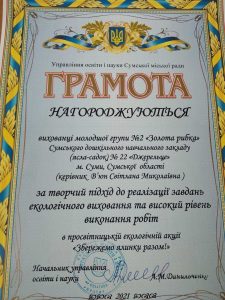 Управління освіти і науки Сумської міської ради
ГРАМОТА
НАГОРОДЖУЮТЬСЯ
вихованці молодшої групи №2 «Золота рибка»
Сумського дошкільного навчального закладу
(ясла-садок) № 22 «Джерельце»
м. Суми, Сумської області
(керівник В'юн Світлана Миколаївна)
за творчий підхід до реалізації завдань
екологічного виховання та високий рівень
виконання робіт
в просвітницькій екологічній акції
«Збережемо ялинки разом!»
Начальник управління
освіти і науки
А.М.Данильченко
2021